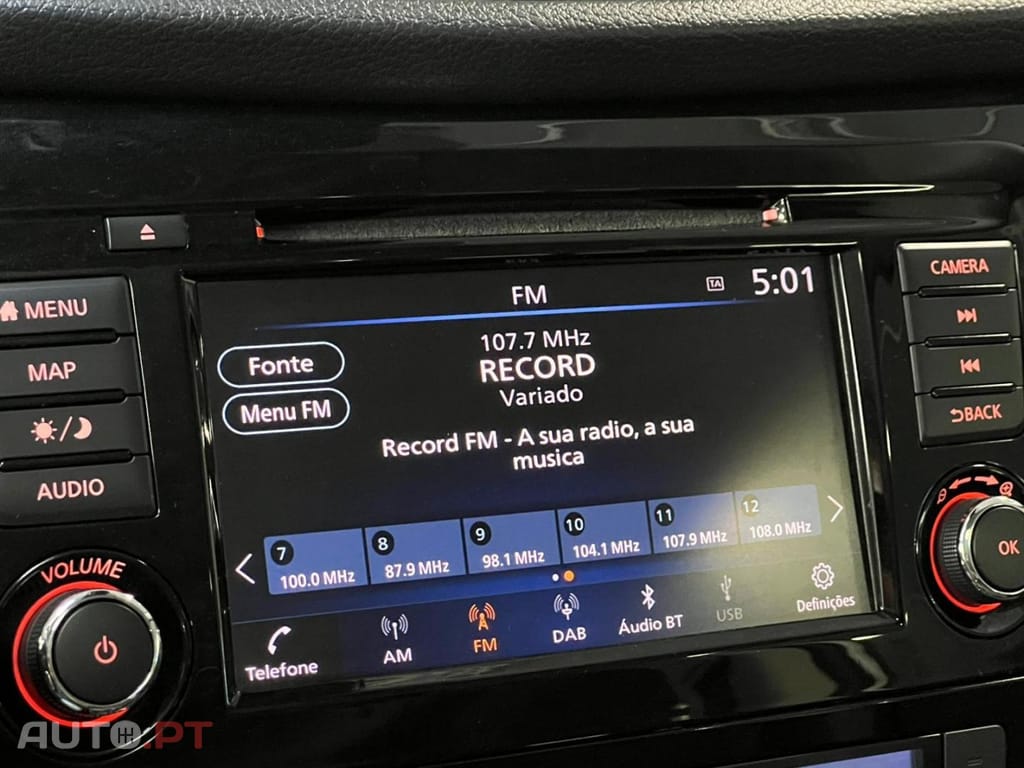 MENU
MAP
AUDIO
VOLUME
FM
TA
5:01
107.7 MHz
RECORD
Variado
Fonte
Menu FM
Record FM - A sua radio, a sua
musica
7
100.0 MHz
8
87.9 MHz
9
98.1 MHz
10
104.1 MHz
11
107.9 MHz
12
108.0 MHz
Telefone
AM
FM
DAB
Áudio BT
USB
Definições
CAMERA
BACK
OK
AUTO.PT